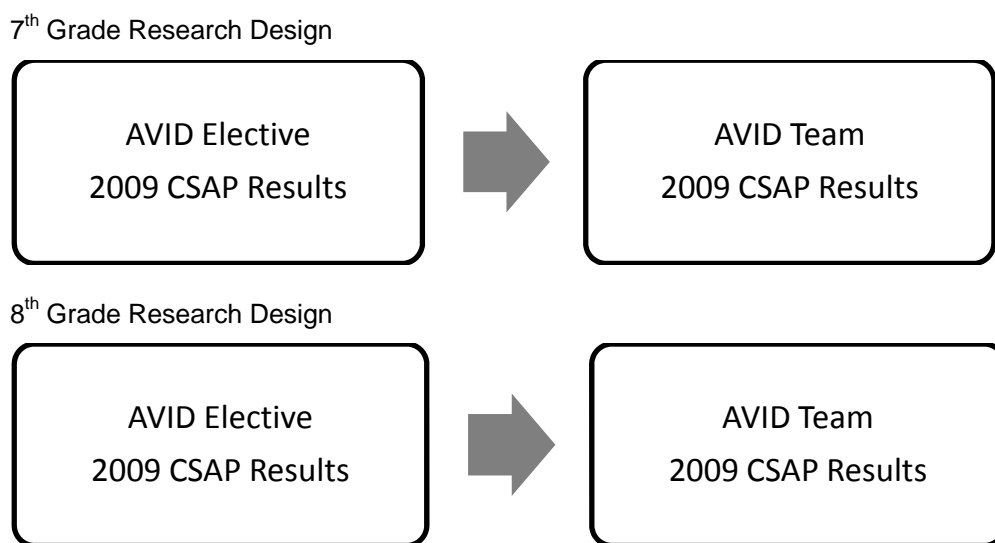 7th Grade Research Design
AVID Elective
2009 CSAP Results
AVID Team
2009 CSAP Results
8th Grade Research Design
AVID Elective
2009 CSAP Results
AVID Team
2009 CSAP Results